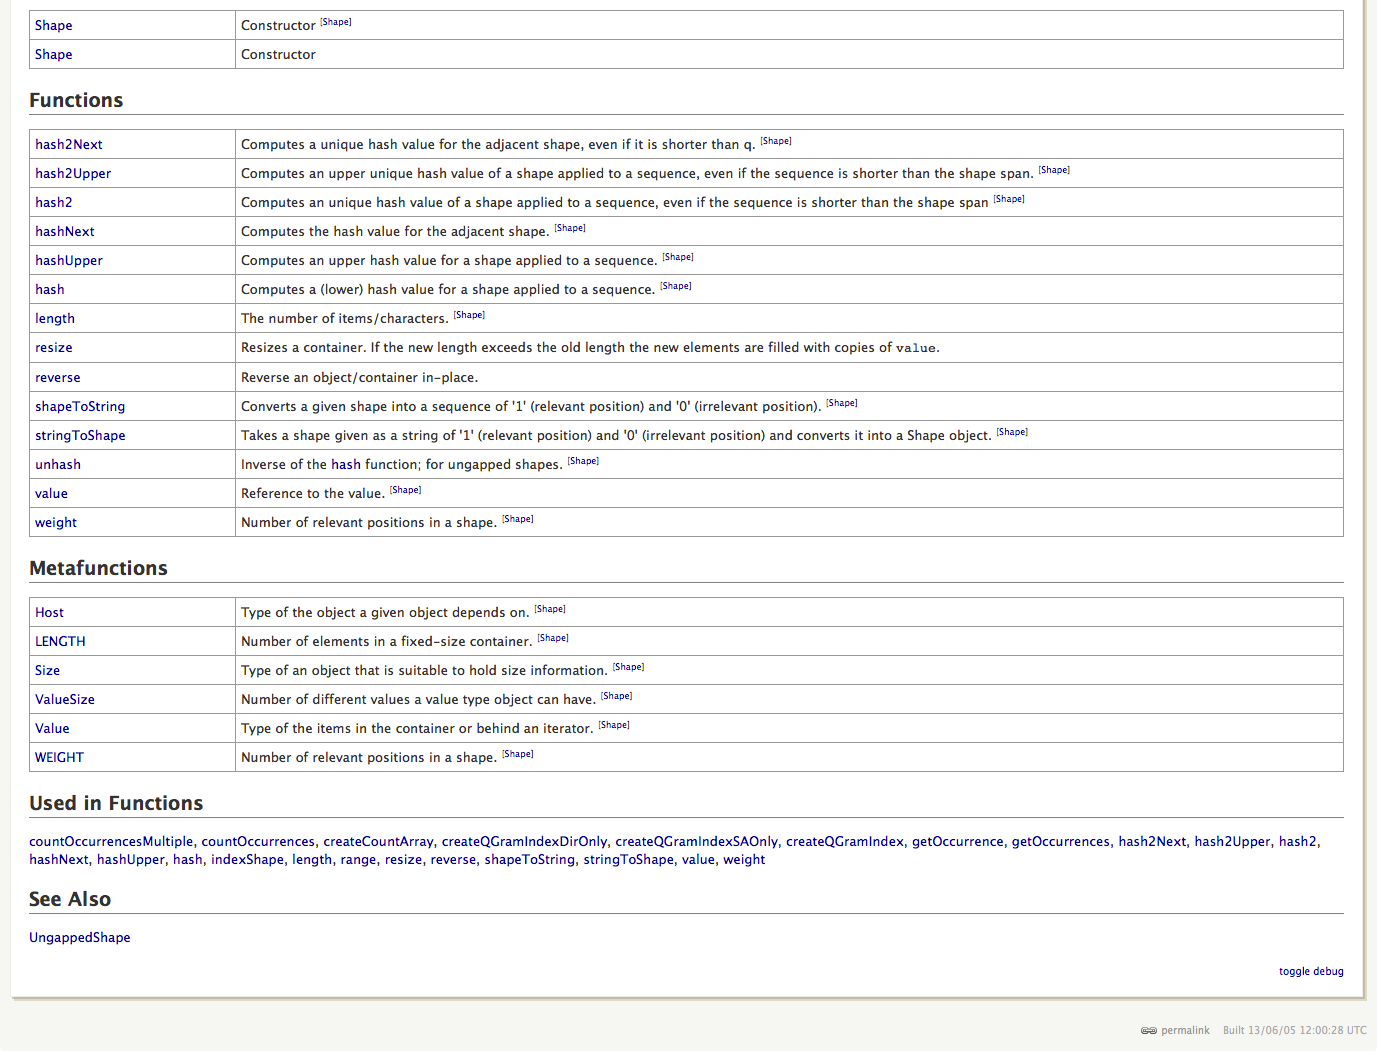 Shape Constructor [Shape]
Shape Constructor
Functions
hash2Next Computes a unique hash value for the adjacent shape, even if it is shorter than q. [Shape]
hash2Upper Computes an upper unique hash value of a shape applied to a sequence, even if the sequence is shorter than the shape span. [Shape]
hash2 Computes an unique hash value of a shape applied to a sequence, even if the sequence is shorter than the shape span [Shape]
hashNext Computes the hash value for the adjacent shape. [Shape]
hashUpper Computes an upper hash value for a shape applied to a sequence. [Shape]
hash Computes a (lower) hash value for a shape applied to a sequence. [Shape]
length The number of items/characters. [Shape]
resize Resizes a container. If the new length exceeds the old length the new elements are filled with copies of value.
reverse Reverse an object/container in-place.
shapeToString Converts a given shape into a sequence of '1' (relevant position) and '0' (irrelevant position). [Shape]
stringToShape Takes a shape given as a string of '1' (relevant position) and '0' (irrelevant position) and converts it into a Shape object. [Shape]
unhash Inverse of the hash function; for ungapped shapes. [Shape]
value Reference to the value. [Shape]
weight Number of relevant positions in a shape. [Shape]
Metafunctions
Host Type of the object a given object depends on. [Shape]
LENGTH Number of elements in a fixed-size container. [Shape]
Size Type of an object that is suitable to hold size information. [Shape]
ValueSize Number of different values a value type object can have. [Shape]
Value Type of the items in the container or behind an iterator. [Shape]
WEIGHT Number of relevant positions in a shape. [Shape]
Used in Functions
countOccurrencesMultiple, countOccurrences, createCountArray, createQGramIndexDirOnly, createQGramIndexSAOnly, createQGramIndex, getOccurrence, getOccurrences, hash2Next, hash2Upper, hash2,
hashNext, hashUpper, hash, indexShape, length, range, resize, reverse, shapeToString, stringToShape, value, weight
See Also
UngappedShape
toggle debug
permalink Built 13/06/05 12:00:28 UTC